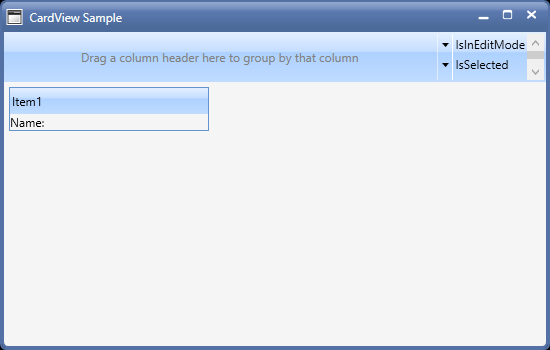 CardView Sample
Drag a column header here to group by that column
IsInEditMode
IsSelected
Item1
Name: